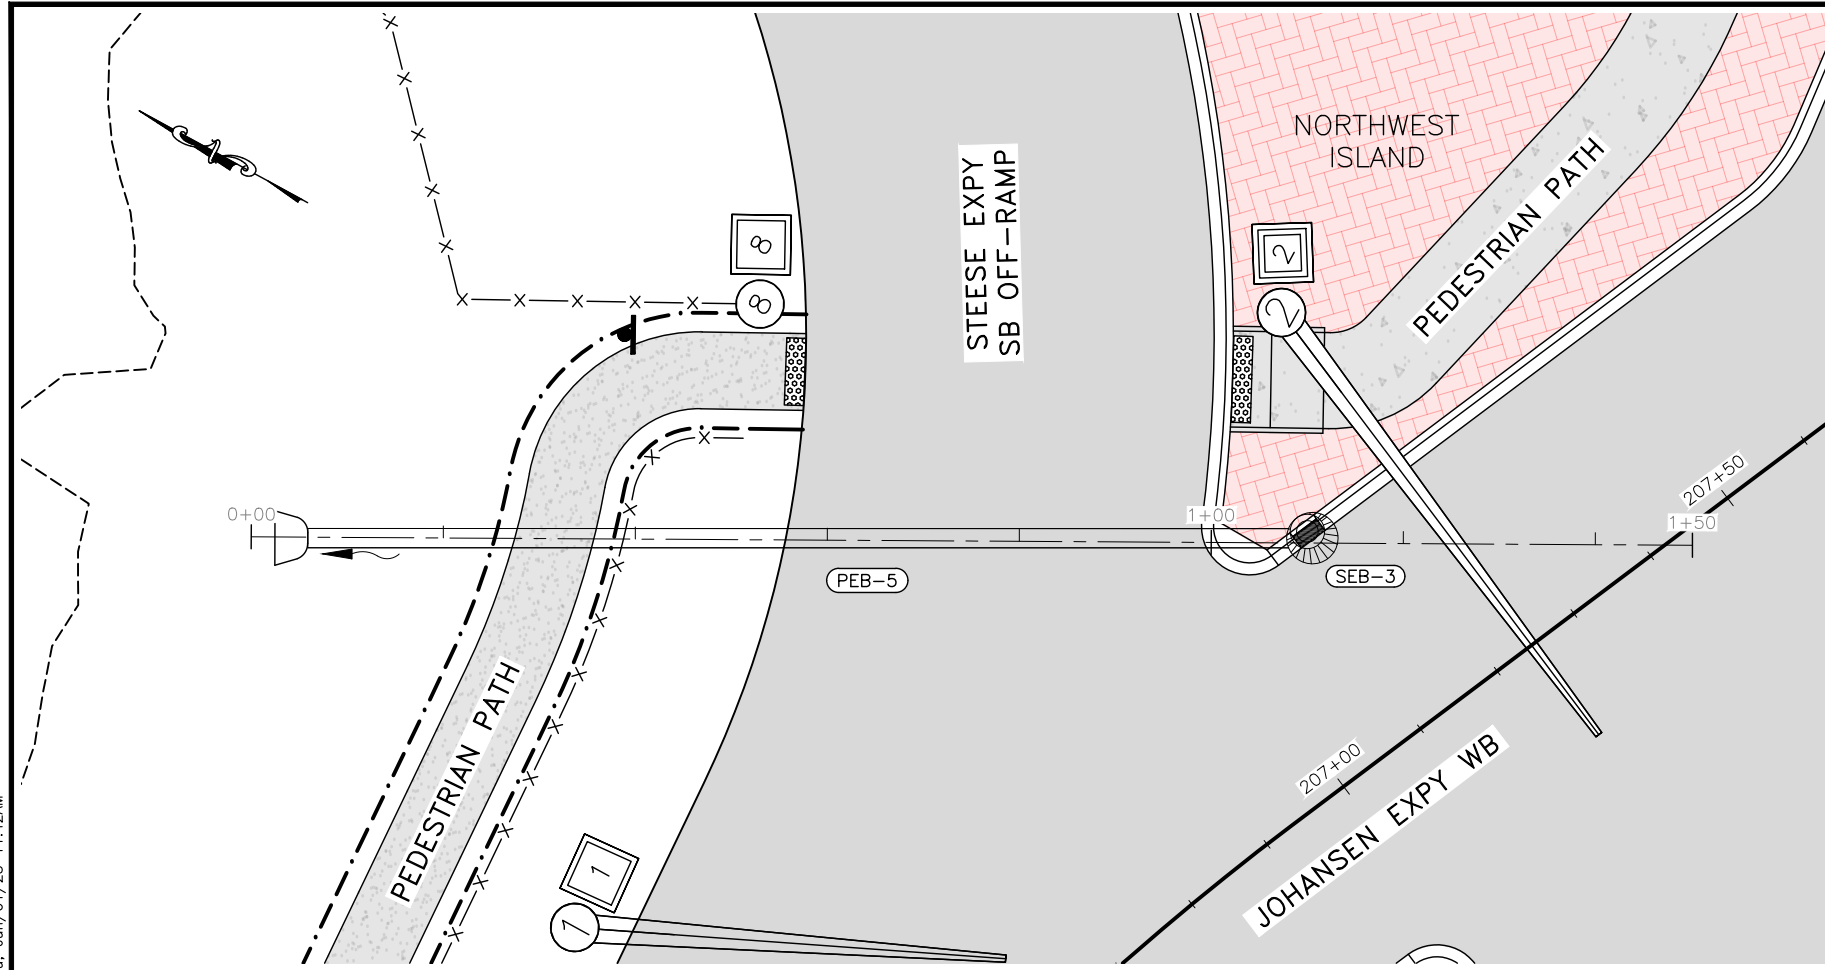 NORTHWEST
ISLAND
PEDESTRIAN PATH
STEESE EXPY
SB OFF-RAMP
8
8
2
2
207+50
0+00
1+00
1+50
PEB-5
SEB-3
PEDESTRIAN PATH
207+00
JOHANSEN EXPY WB
1
1